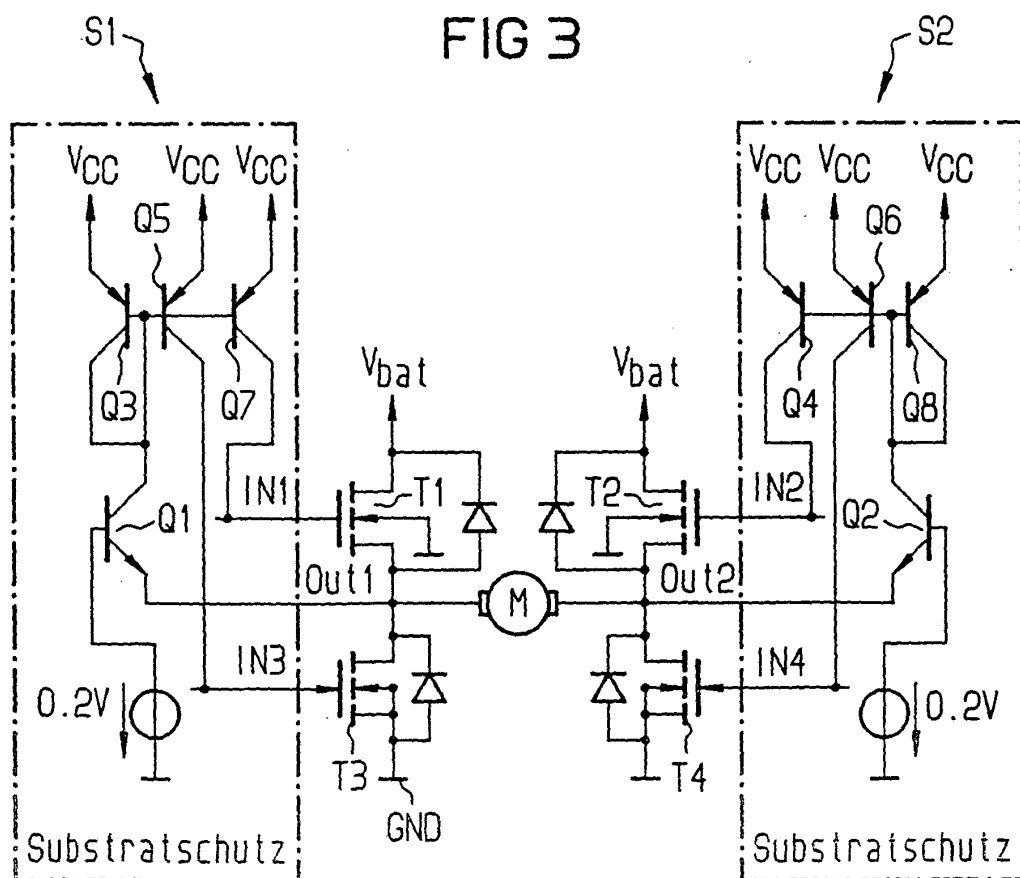 FIG 3
S1
S2
VCC VCC VCC
VCC VCC VCC
Q5
Q6
Q3
Q7
Q4
Q8
Vbat
Vbat
IN1
T1
T2
IN2
Q1
Q2
Out1
M
Out2
IN3
IN4
0.2V
0.2V
T3
T4
GND
Substratschutz
Substratschutz